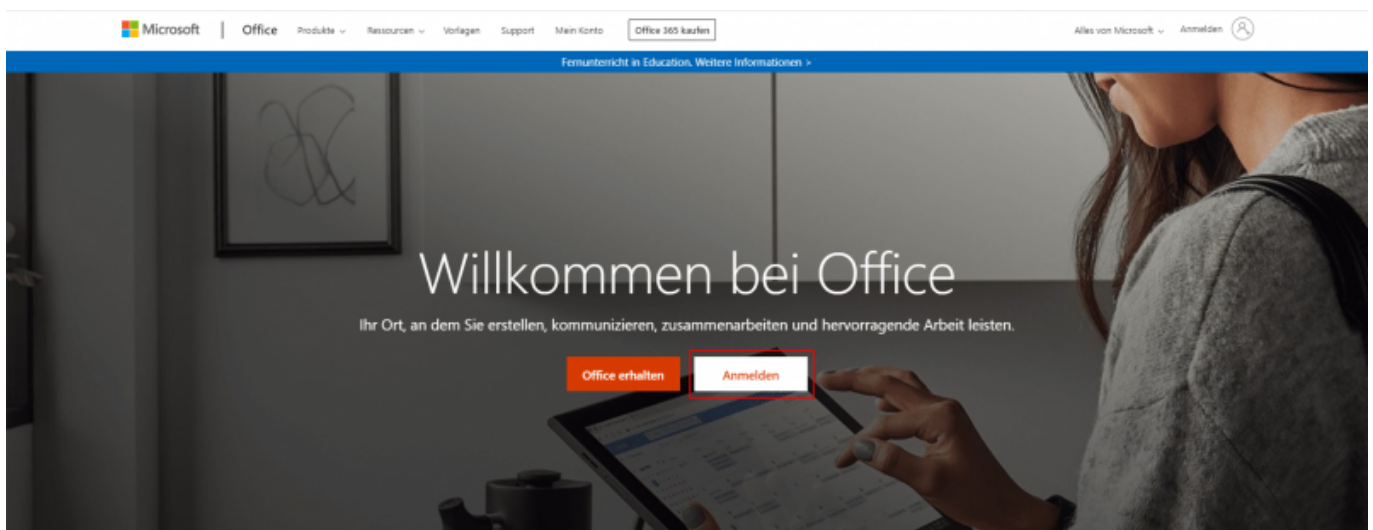 Microsoft | Office Produkte Ressourcen Vorlagen Support Mein Konto Office 365 kaufen Alles von Microsoft Anmelden
Fernunterricht in Education. Weitere Informationen >
Willkommen bei Office
Ihr Ort, an dem Sie erstellen, kommunizieren, zusammenarbeiten und hervorragende Arbeit leisten.
Office erhalten Anmelden